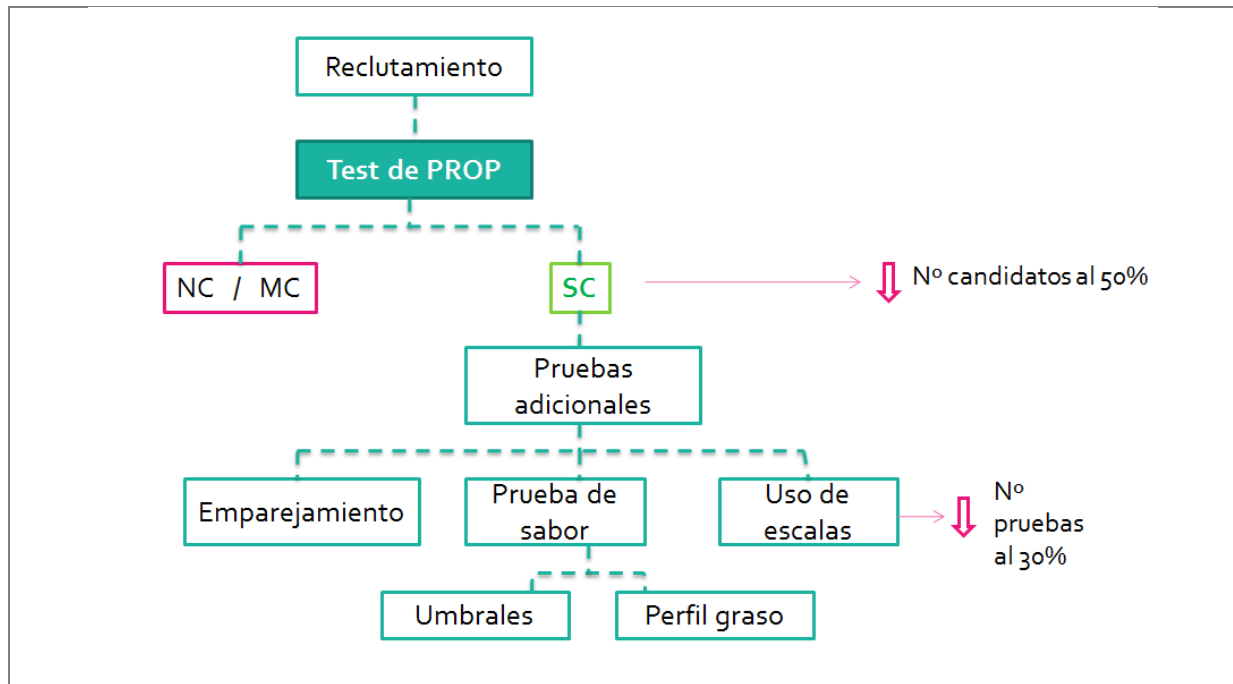 Reclutamiento
Test de PROP
NC / MC
SC
Nº candidatos al 50%
Pruebas
adicionales
Emparejamiento
Prueba de
sabor
Uso de
escalas
Nº
pruebas
al 30%
Umbrales
Perfil graso